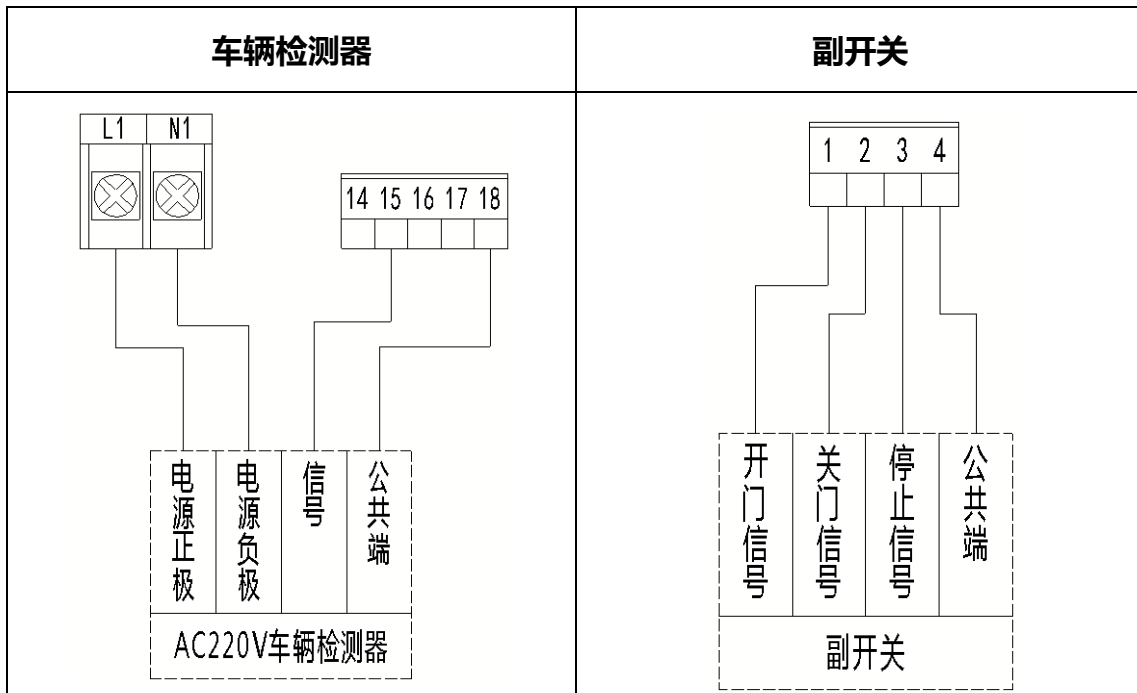 车辆检测器
副开关
L1 N1
14 15 16 17 18
电源正极
电源负极
信号
公共端
AC220V车辆检测器
1 2 3 4
开门信号
关门信号
停止信号
公共端
副开关